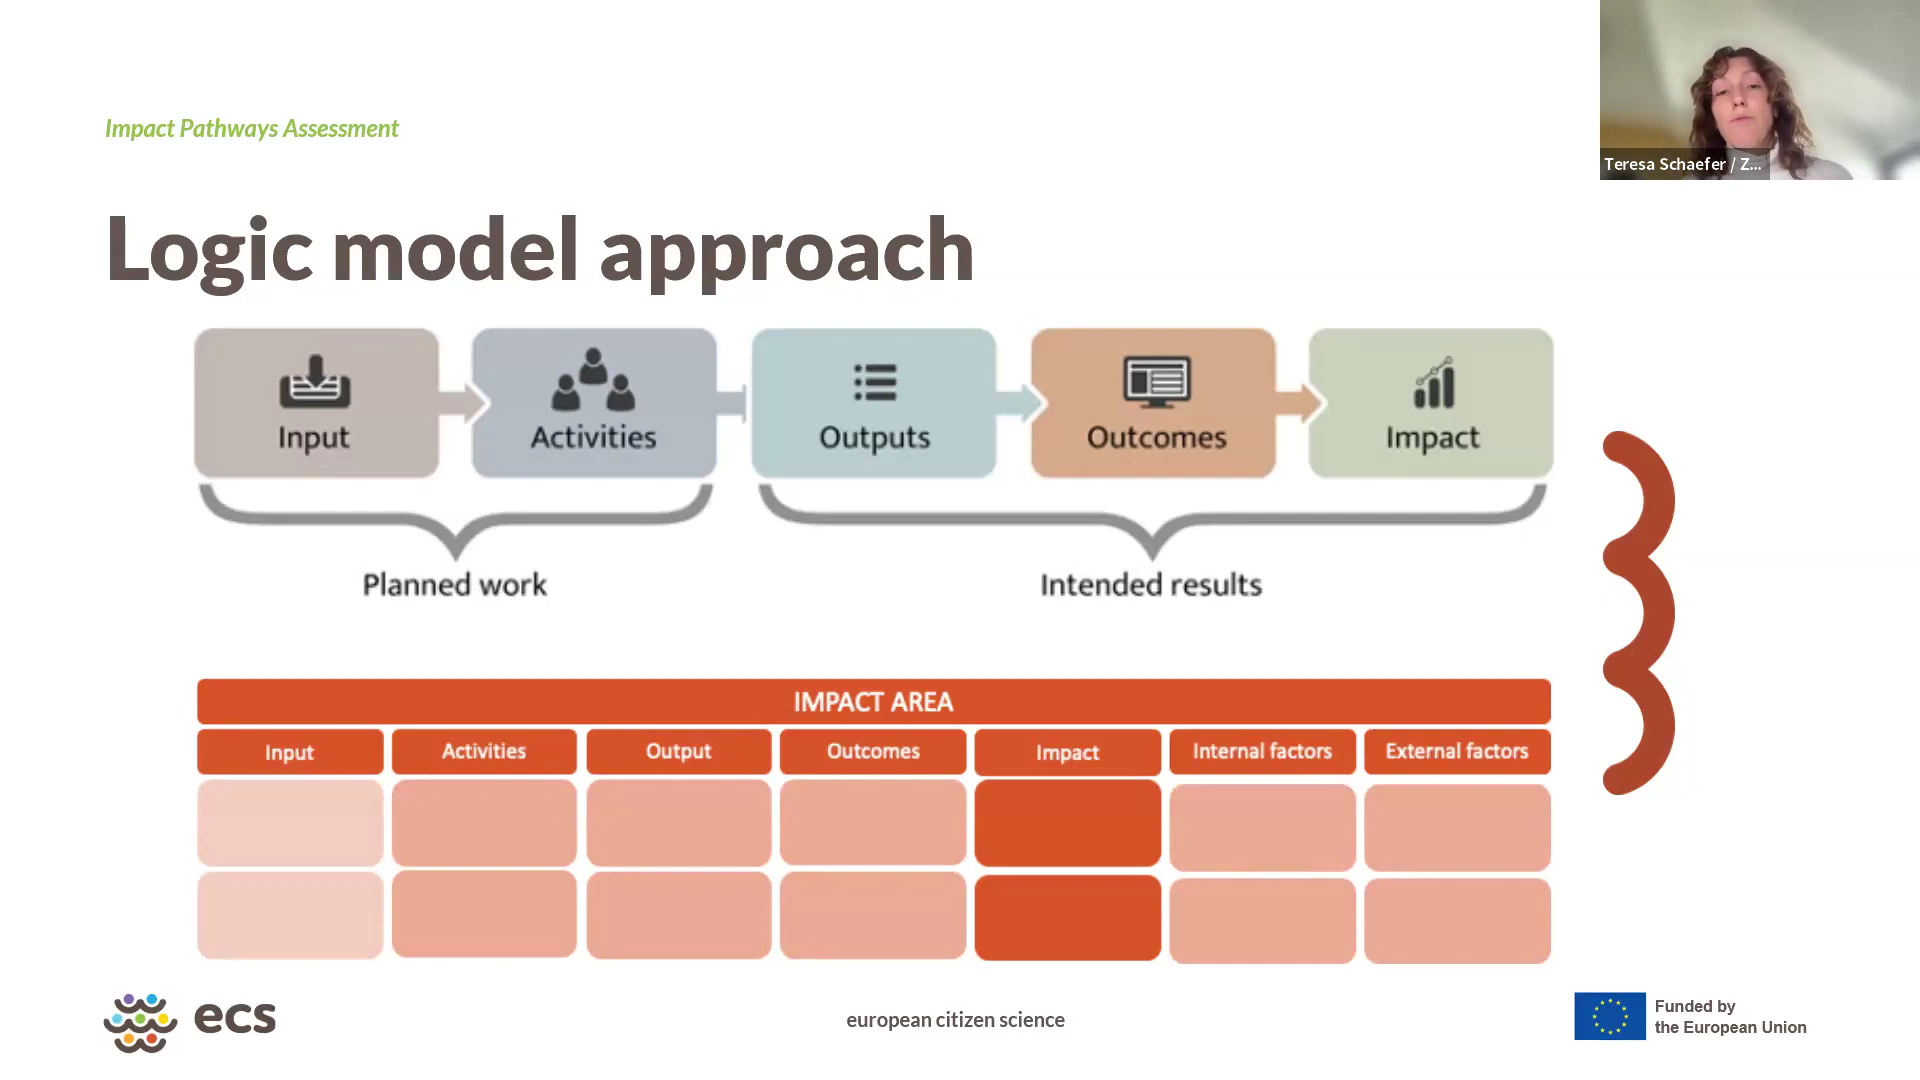 Impact Pathways Assessment
Teresa Schaefer / Z...
Logic model approach
Input
Activities
Outputs
Outcomes
Impact
Planned work
Intended results
IMPACT AREA
Input
Activities
Output
Outcomes
Impact
Internal factors
External factors
ecs
european citizen science
Funded by
the European Union